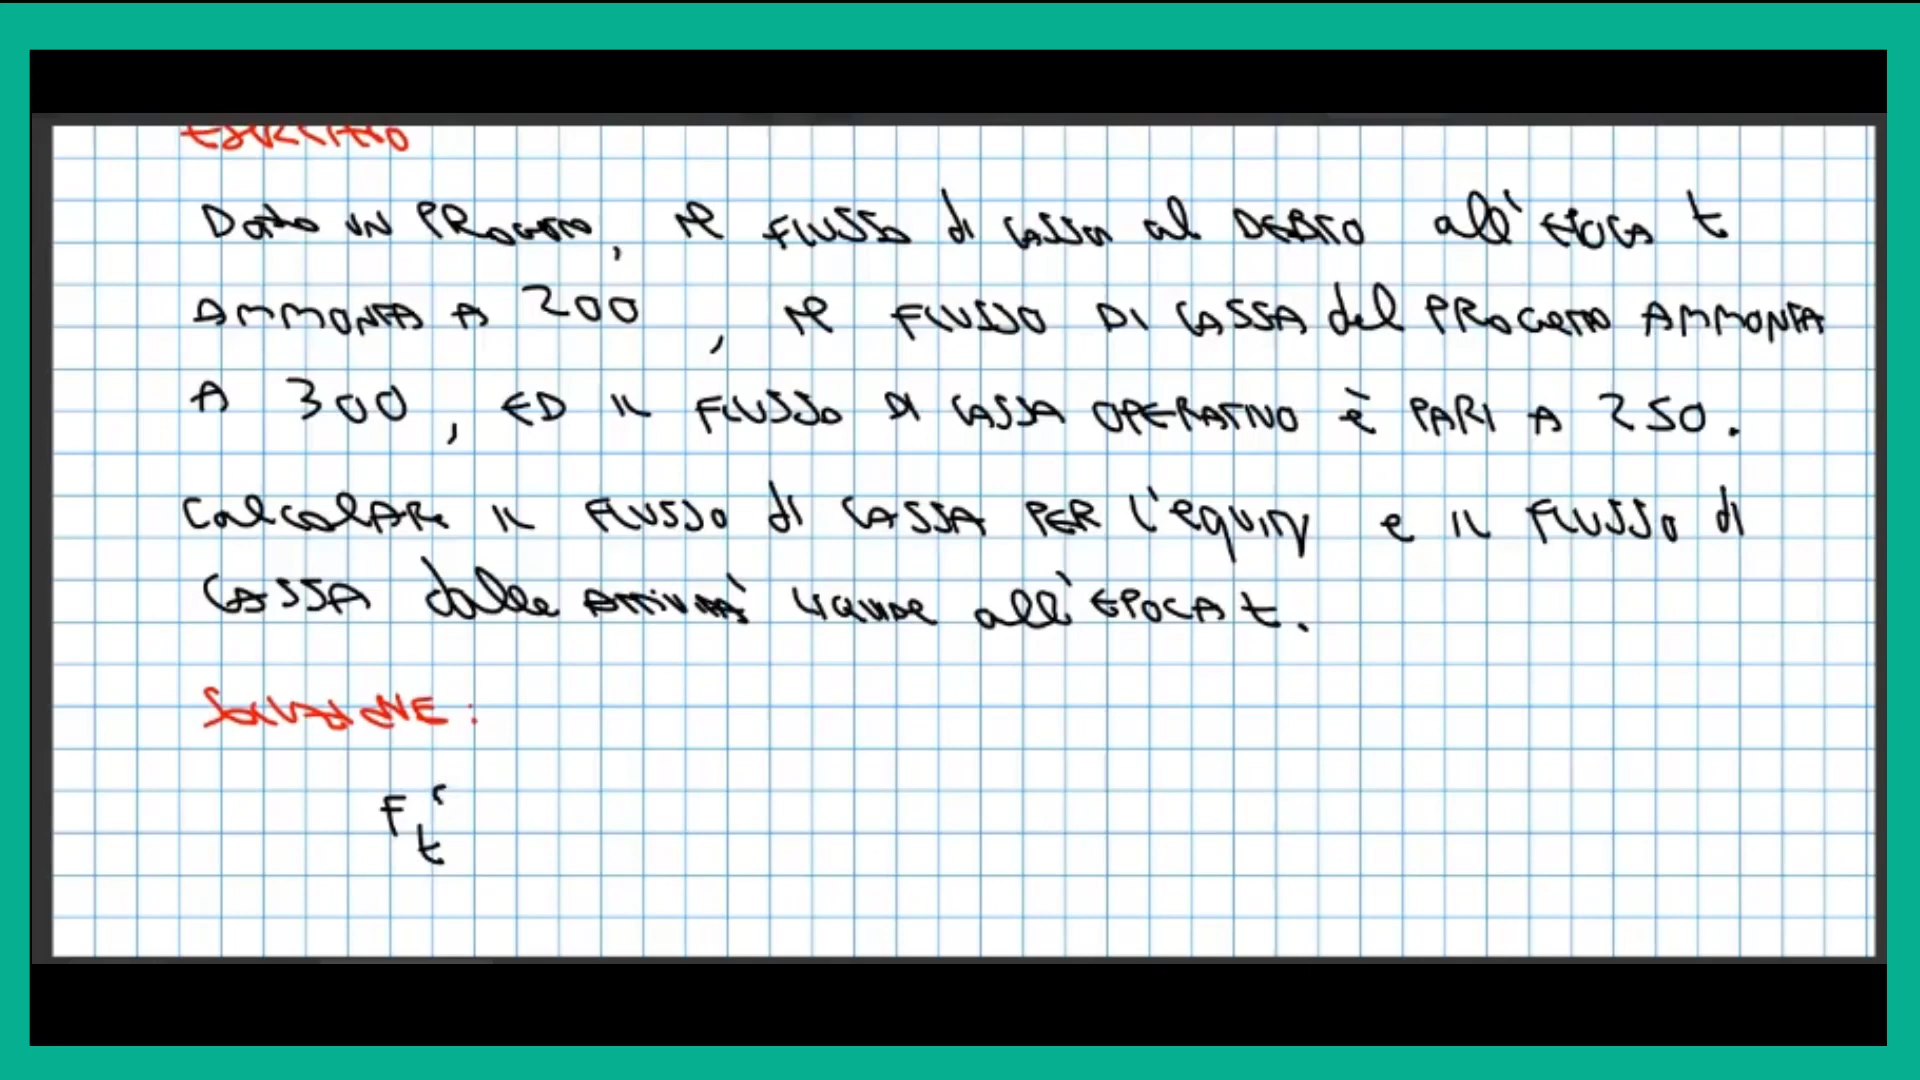 ESERCIZIO
Dato UN PROGETTO, il FLUSSO di CASSA al DEBITO all'EPOCA t
AMMONTA A 200, il FLUSSO DI CASSA del PROGETTO AMMONTA
A 300, ED IL FLUSSO DI CASSA OPERATIVO è PARI A 250.
CalcolARe IL FLUSSO di CASSA PER l'equity e IL FLUSSO di
CASSA dalle ATTIVITÀ LIQUIDE all'EPOCA t.
SOLUZIONE:
F t